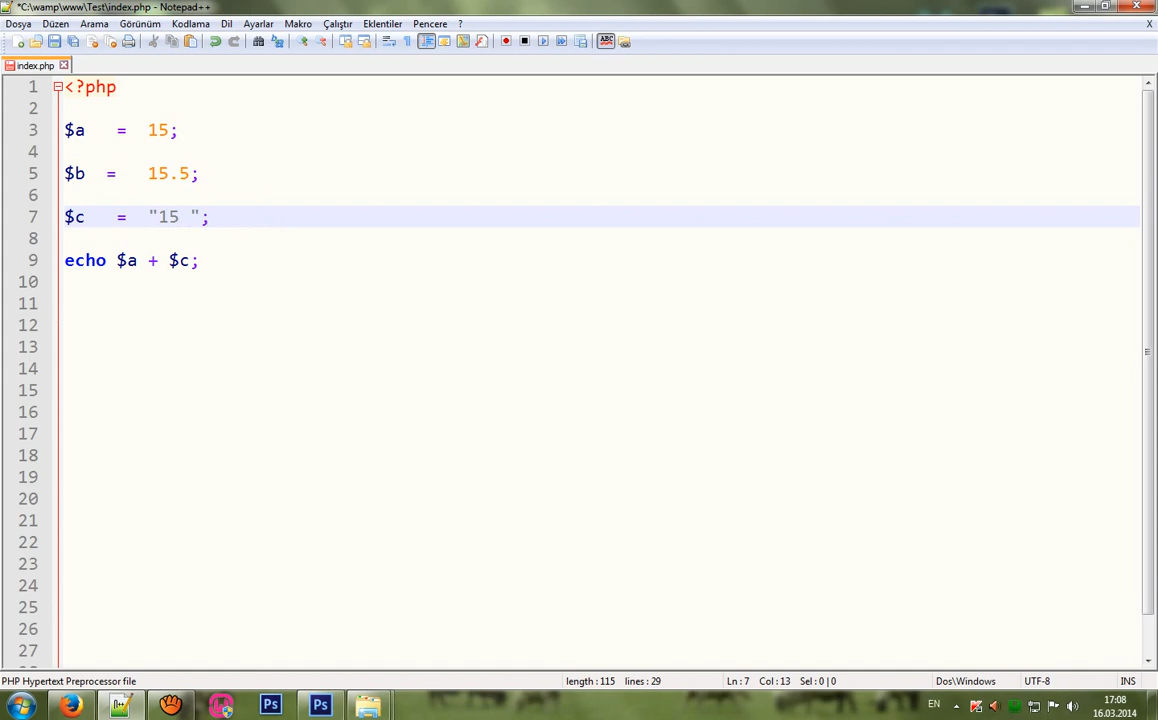 *C:\wamp\www\Test\index.php - Notepad++
Dosya Düzen Arama Görünüm Kodlama Dil Ayarlar Makro Çalıştır Eklentiler Pencere ? X
index.php
1 <?php
2
3 $a = 15;
4
5 $b = 15.5;
6
7 $c = "15 ";
8
9 echo $a + $c;
10
11
12
13
14
15
16
17
18
19
20
21
22
23
24
25
26
27
PHP Hypertext Preprocessor file length : 115 lines : 29 Ln : 7 Col : 13 Sel : 0 | 0 Dos\Windows UTF-8 INS
Ps Ps EN 17:08
16.03.2014